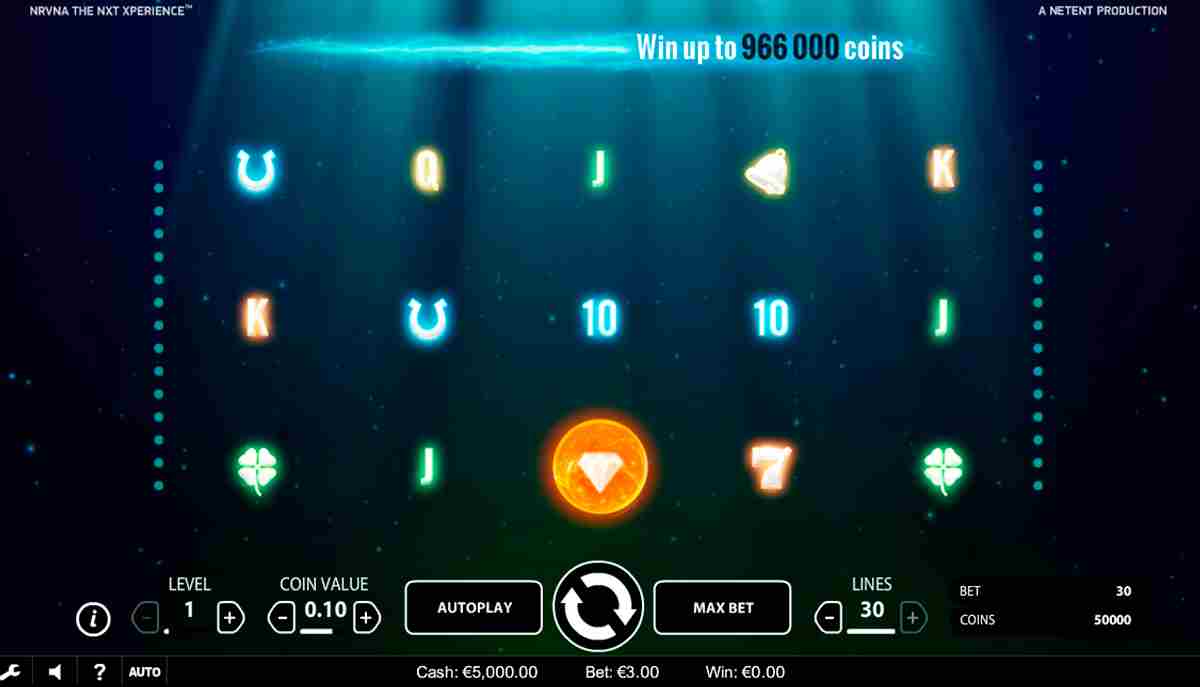 NRVNA THE NXT XPERIENCE™
A NETENT PRODUCTION
Win up to 966 000 coins
Q J K
K 10 10 J
J 7
LEVEL
1
COIN VALUE
0.10
AUTOPLAY
MAX BET
LINES
30
BET 30
COINS 50000
? AUTO
Cash: €5,000.00 Bet: €3.00 Win: €0.00